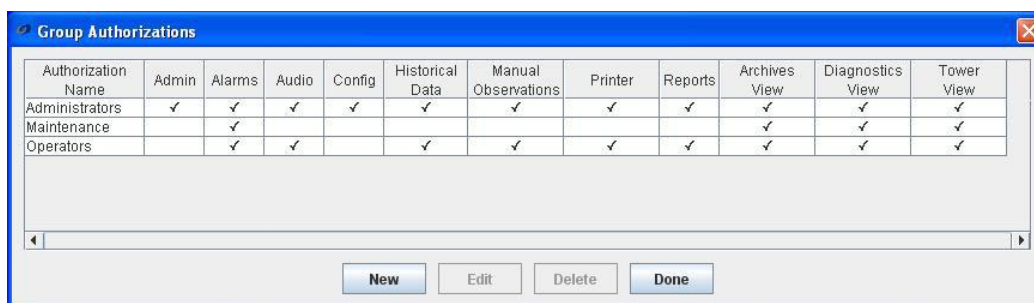 Group Authorizations
Authorization Name Admin Alarms Audio Config Historical Data Manual Observations Printer Reports Archives View Diagnostics View Tower View
Administrators ✓ ✓ ✓ ✓ ✓ ✓ ✓ ✓ ✓ ✓ ✓
Maintenance ✓ ✓ ✓ ✓
Operators ✓ ✓ ✓ ✓ ✓ ✓ ✓ ✓ ✓
New Edit Delete Done